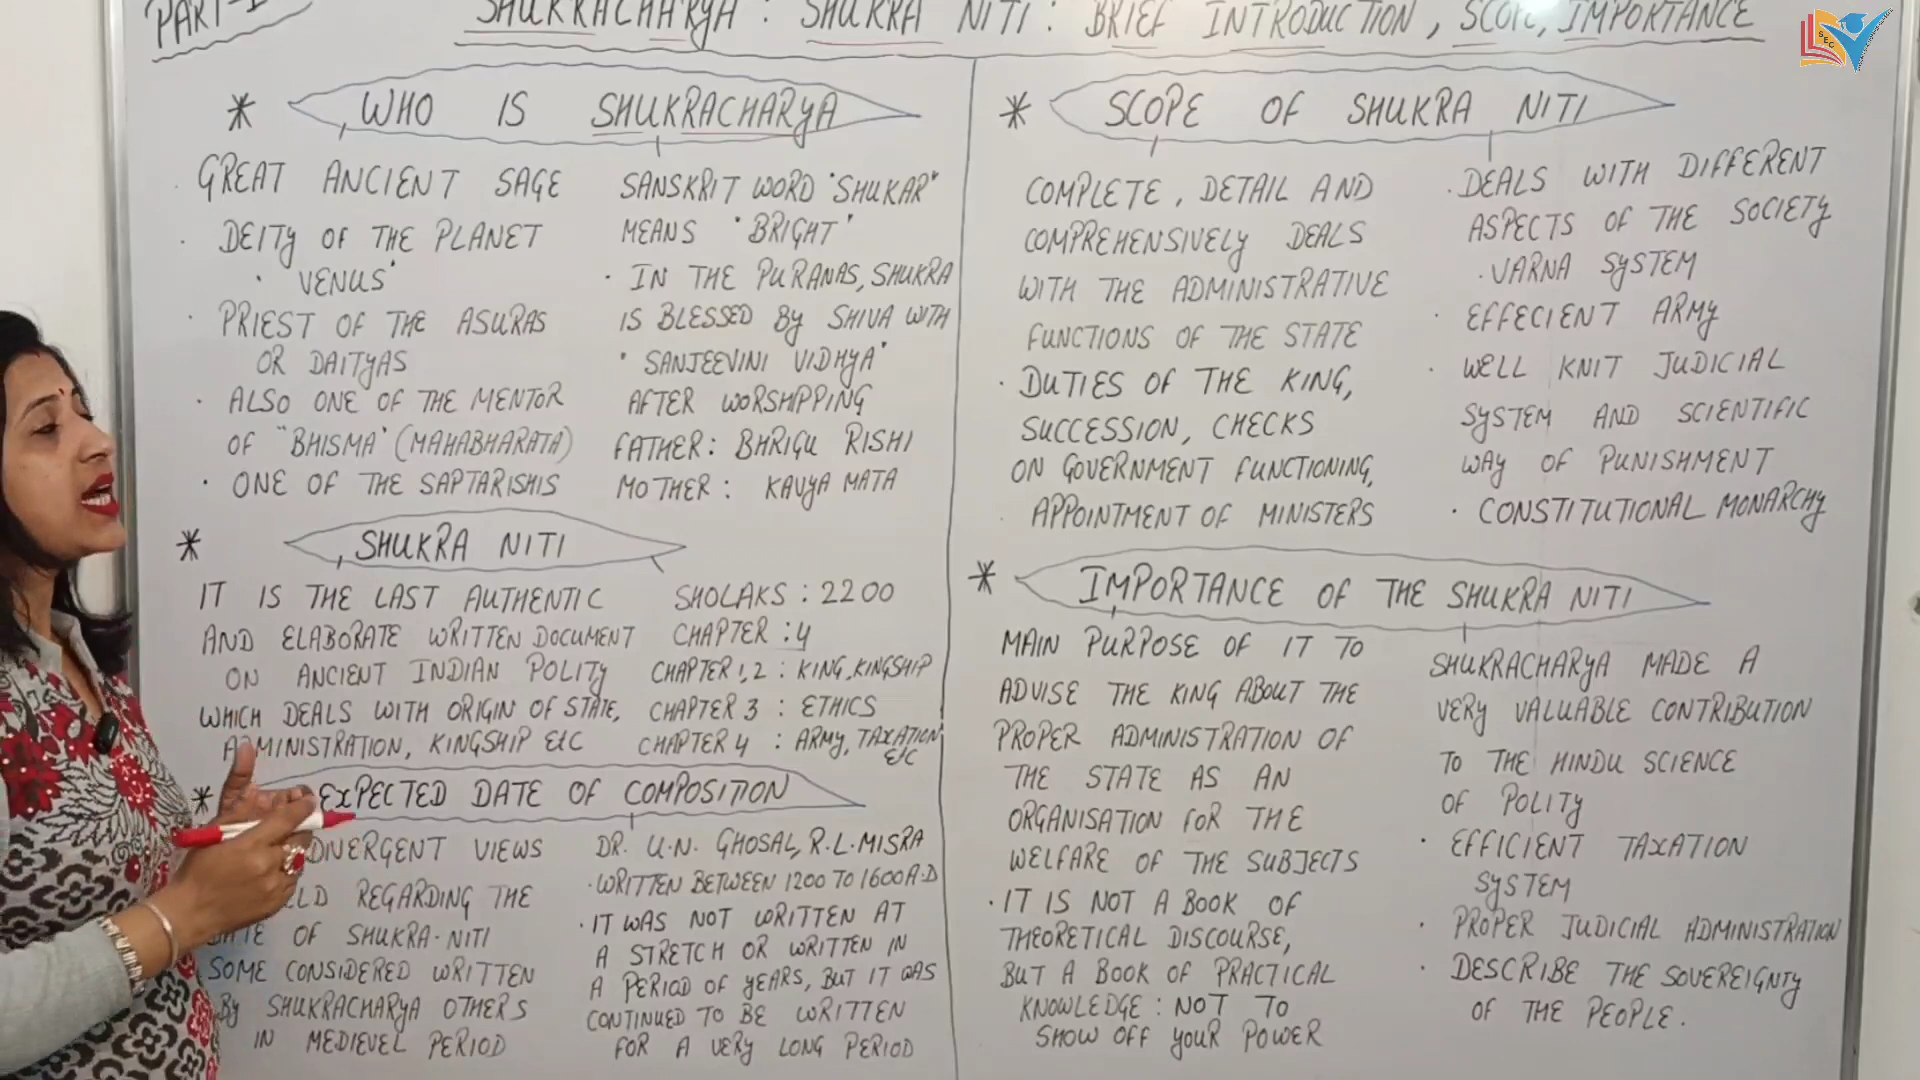 PART-I
SHUKRACHARYA : SHUKRA NITI : BRIEF INTRODUCTION, SCOPE, IMPORTANCE
SEC
* WHO IS SHUKRACHARYA
GREAT ANCIENT SAGE
· DEITY OF THE PLANET
"VENUS"
· PRIEST OF THE ASURAS
OR DAITYAS
· ALSO ONE OF THE MENTOR
OF "BHISMA" (MAHABHARATA)
· ONE OF THE SAPTARISHIS
SANSKRIT WORD "SHUKAR"
MEANS "BRIGHT"
· IN THE PURANAS, SHUKRA
IS BLESSED BY SHIVA WITH
"SANJEEVINI VIDHYA"
AFTER WORSHIPPING
FATHER : BHRIGU RISHI
MOTHER : KAVYA MATA
* SHUKRA NITI
IT IS THE LAST AUTHENTIC
AND ELABORATE WRITTEN DOCUMENT
ON ANCIENT INDIAN POLITY
WHICH DEALS WITH ORIGIN OF STATE,
ADMINISTRATION, KINGSHIP ETC
SHOLAKS : 2200
CHAPTER : 4
CHAPTER 1,2 : KING, KINGSHIP
CHAPTER 3 : ETHICS
CHAPTER 4 : ARMY, TAXATION
ETC
* EXPECTED DATE OF COMPOSITION
DIVERGENT VIEWS
REGARDING THE
DATE OF SHUKRA-NITI
SOME CONSIDERED WRITTEN
By SHUKRACHARYA OTHERS
IN MEDIEVEL PERIOD
DR. U.N. GHOSAL, R.L. MISRA
· WRITTEN BETWEEN 1200 TO 1600 A.D
· IT WAS NOT WRITTEN AT
A STRETCH OR WRITTEN IN
A PERIOD OF YEARS, BUT IT WAS
CONTINUED TO BE WRITTEN
FOR A VERY LONG PERIOD
* SCOPE OF SHUKRA NITI
COMPLETE, DETAIL AND
COMPREHENSIVELY DEALS
WITH THE ADMINISTRATIVE
FUNCTIONS OF THE STATE
· DUTIES OF THE KING,
SUCCESSION, CHECKS
ON GOVERNMENT FUNCTIONING,
APPOINTMENT OF MINISTERS
· DEALS WITH DIFFERENT
ASPECTS OF THE SOCIETY
· VARNA SYSTEM
· EFFECIENT ARMY
· WELL KNIT JUDICIAL
SYSTEM AND SCIENTIFIC
WAY OF PUNISHMENT
· CONSTITUTIONAL MONARCHY
* IMPORTANCE OF THE SHUKRA NITI
MAIN PURPOSE OF IT TO
ADVISE THE KING ABOUT THE
PROPER ADMINISTRATION OF
THE STATE AS AN
ORGANISATION FOR THE
WELFARE OF THE SUBJECTS
· IT IS NOT A BOOK OF
THEORETICAL DISCOURSE,
BUT A BOOK OF PRACTICAL
KNOWLEDGE : NOT TO
SHOW OFF YOUR POWER
SHUKRACHARYA MADE A
VERY VALUABLE CONTRIBUTION
TO THE HINDU SCIENCE
OF POLITY
· EFFICIENT TAXATION
SYSTEM
· PROPER JUDICIAL ADMINISTRATION
· DESCRIBE THE SOVEREIGNTY
OF THE PEOPLE.